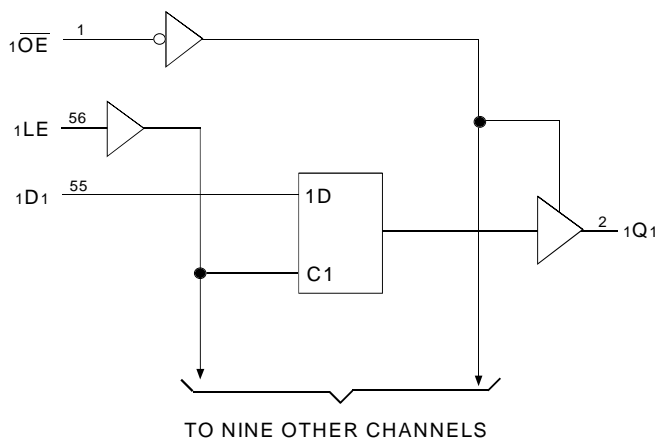 1
1OE
56
1LE
55
1D1
1D
C1
2
1Q1
TO NINE OTHER CHANNELS